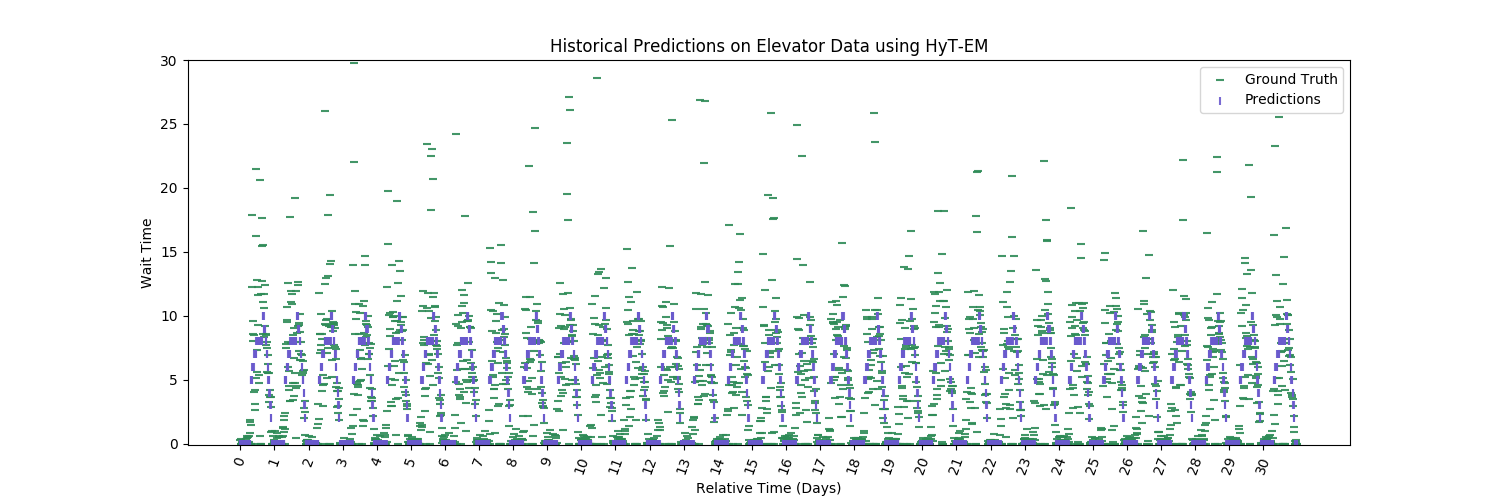 Historical Predictions on Elevator Data using HyT-EM
30
25
20
15
10
5
0
Wait Time
Ground Truth
Predictions
0 1 2 3 4 5 6 7 8 9 10 11 12 13 14 15 16 17 18 19 20 21 22 23 24 25 26 27 28 29 30
Relative Time (Days)